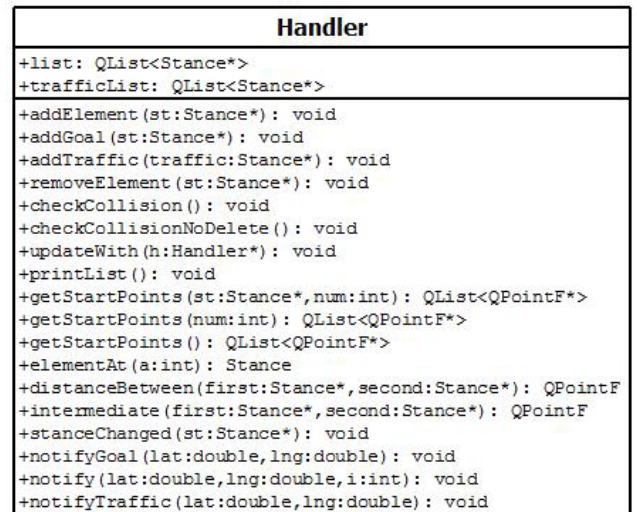 Handler
+list: QList<Stance*>
+trafficList: QList<Stance*>
+addElement(st:Stance*): void
+addGoal(st:Stance*): void
+addTraffic(traffic:Stance*): void
+removeElement(st:Stance*): void
+checkCollision(): void
+checkCollisionNoDelete(): void
+updateWith(h:Handler*): void
+printList(): void
+getStartPoints(st:Stance*,num:int): QList<QPointF*>
+getStartPoints(num:int): QList<QPointF*>
+getStartPoints(): QList<QPointF*>
+elementAt(a:int): Stance
+distanceBetween(first:Stance*,second:Stance*): QPointF
+intermediate(first:Stance*,second:Stance*): QPointF
+stanceChanged(st:Stance*): void
+notifyGoal(lat:double,lng:double): void
+notify(lat:double,lng:double,i:int): void
+notifyTraffic(lat:double,lng:double): void